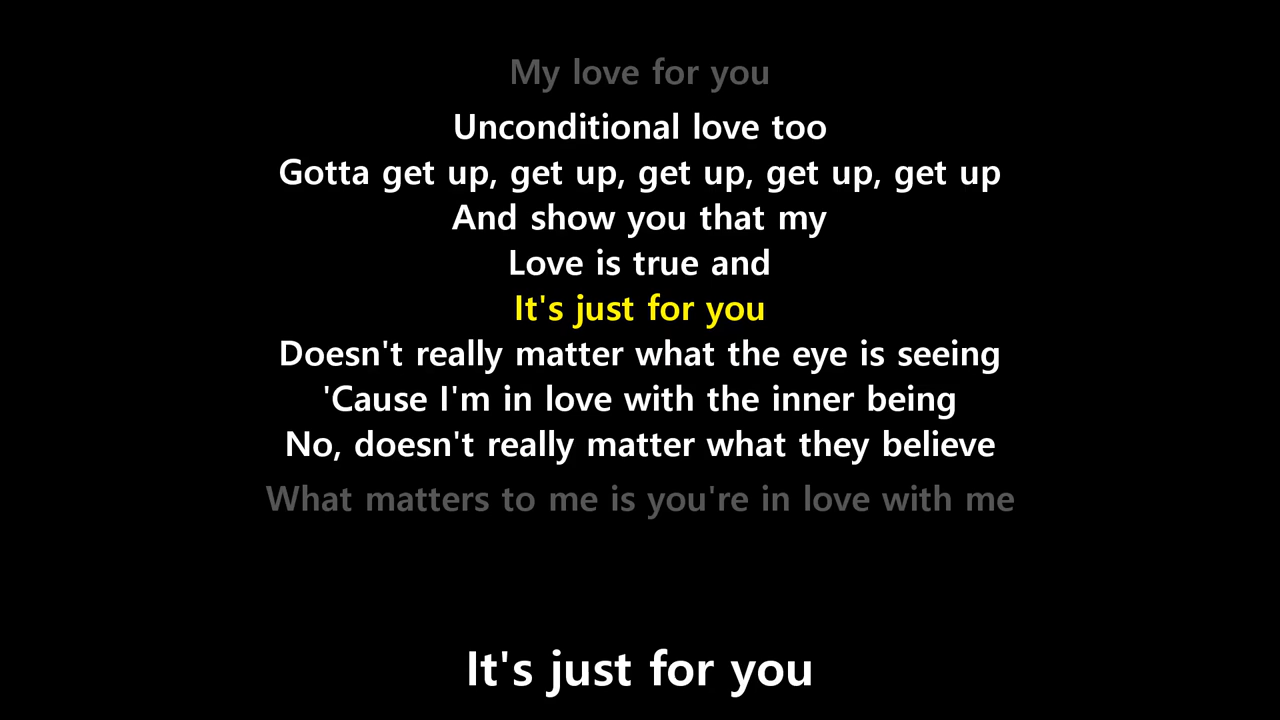 My love for you
Unconditional love too
Gotta get up, get up, get up, get up, get up
And show you that my
Love is true and
It's just for you
Doesn't really matter what the eye is seeing
'Cause I'm in love with the inner being
No, doesn't really matter what they believe
What matters to me is you're in love with me
It's just for you